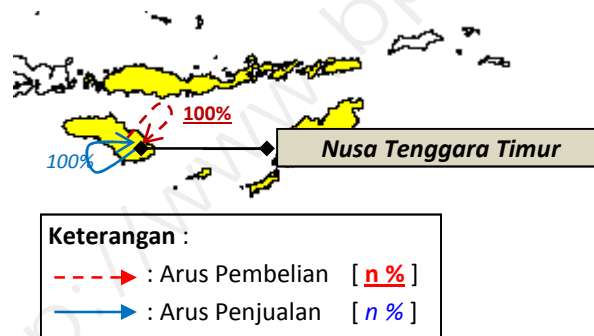 100%
100%
Nusa Tenggara Timur
Keterangan :
: Arus Pembelian [ n % ]
: Arus Penjualan [ n % ]